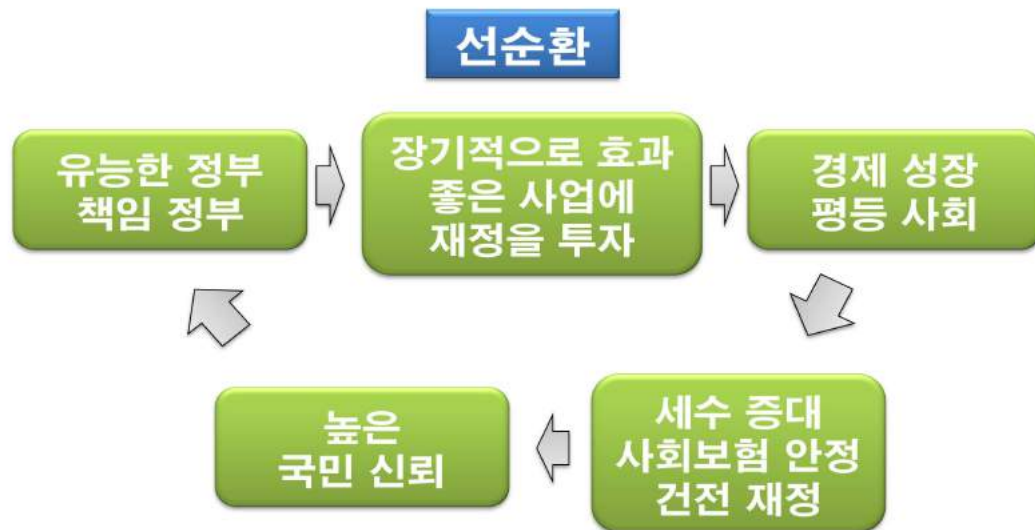 선순환
유능한 정부
책임 정부
장기적으로 효과
좋은 사업에
재정을 투자
경제 성장
평등 사회
세수 증대
사회보험 안정
건전 재정
높은
국민 신뢰